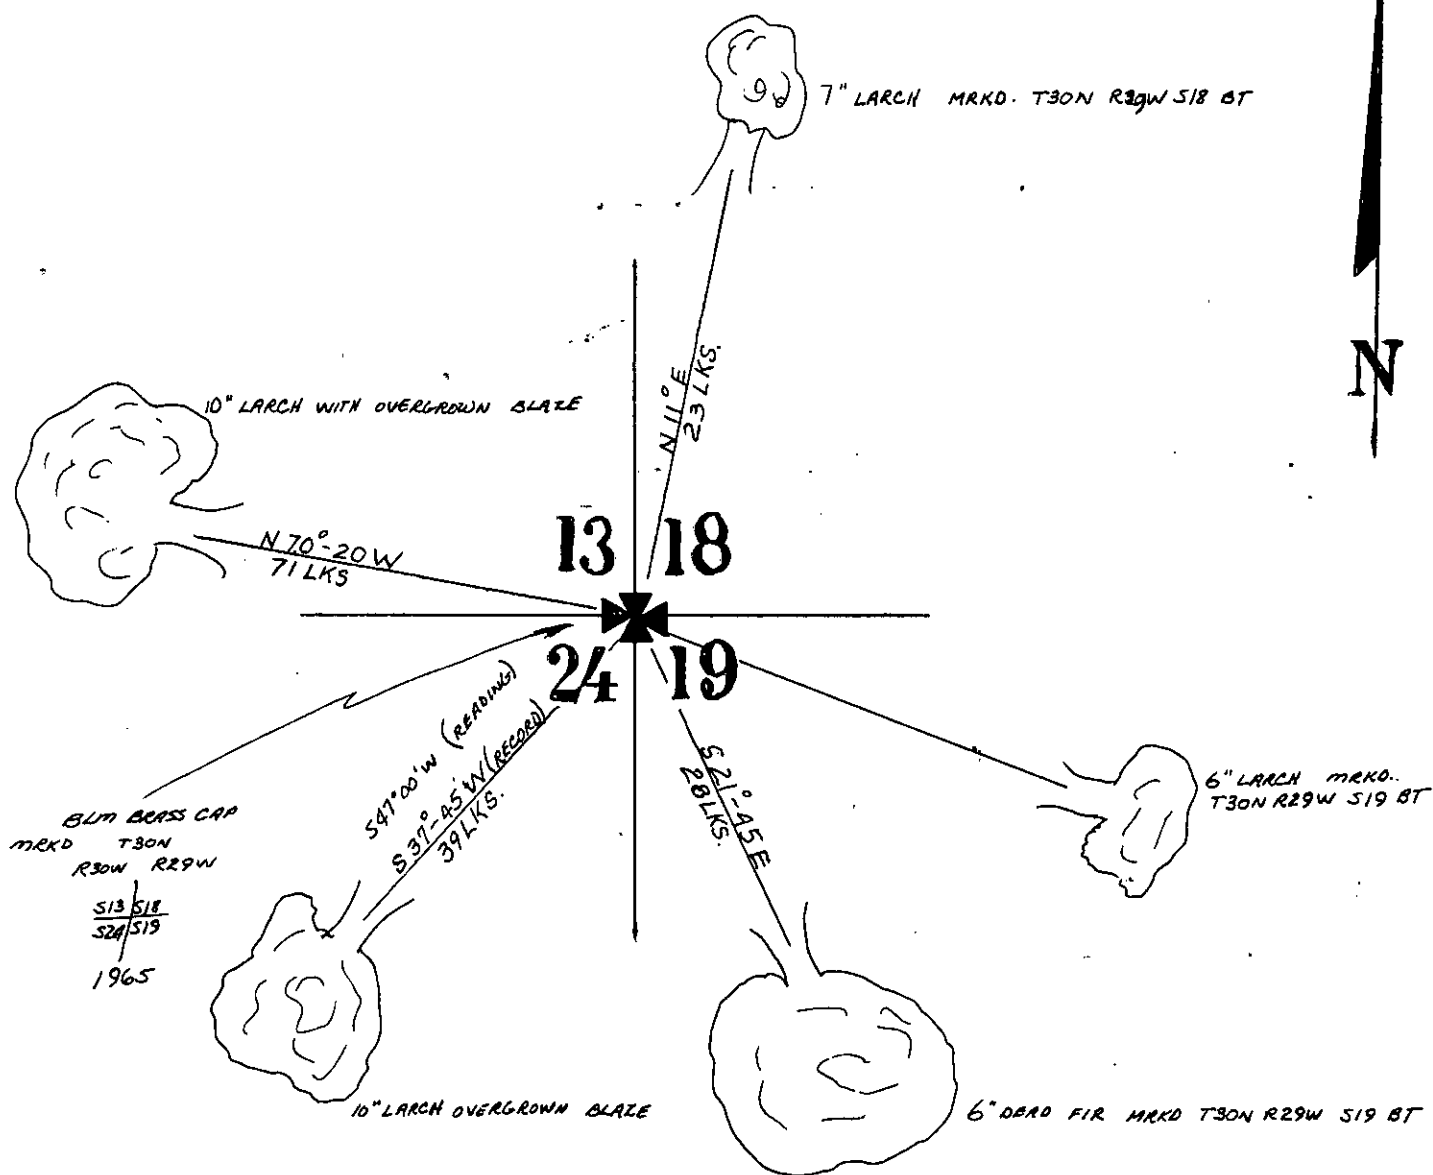 7" LARCH MRKD. T30N R29W S18 BT
N
10" LARCH WITH OVERGROWN BLAZE
N 11° E
23 LKS.
N 70°-20 W
71 LKS
13 18
24 19
S47°00'W (READING)
S 37°-45'W (RECORD)
39 LKS.
S 21°-45 E
28 LKS.
6" LARCH MRKD..
T30N R29W S19 BT
BLM BRASS CAP
MRKD T30N
R30W R29W
S13 S18
S24 S19
1965
10" LARCH OVERGROWN BLAZE
6" DEAD FIR MRKD T30N R29W S19 BT